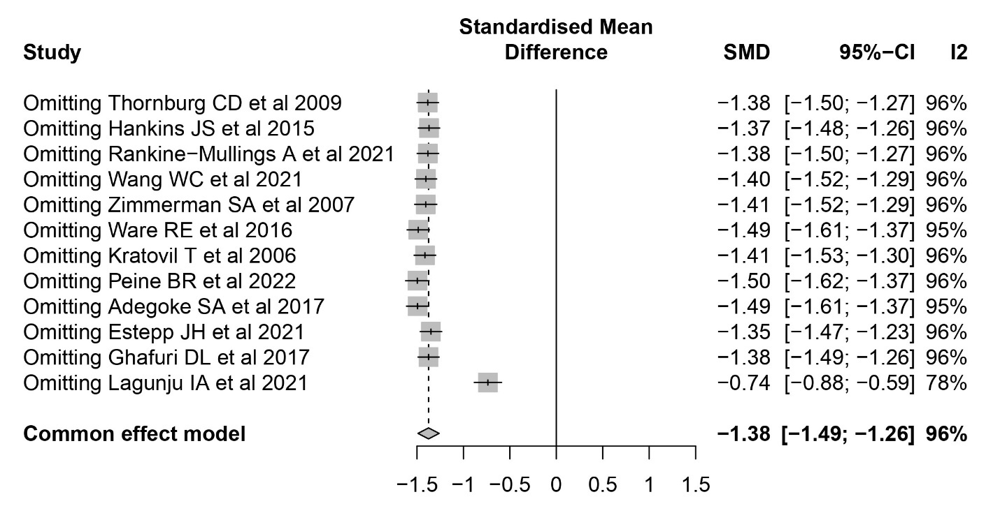 Standardised Mean
Study Difference SMD 95%−CI I2
Omitting Thornburg CD et al 2009 −1.38 [−1.50; −1.27] 96%
Omitting Hankins JS et al 2015 −1.37 [−1.48; −1.26] 96%
Omitting Rankine−Mullings A et al 2021 −1.38 [−1.50; −1.27] 96%
Omitting Wang WC et al 2021 −1.40 [−1.52; −1.29] 96%
Omitting Zimmerman SA et al 2007 −1.41 [−1.52; −1.29] 96%
Omitting Ware RE et al 2016 −1.49 [−1.61; −1.37] 95%
Omitting Kratovil T et al 2006 −1.41 [−1.53; −1.30] 96%
Omitting Peine BR et al 2022 −1.50 [−1.62; −1.37] 96%
Omitting Adegoke SA et al 2017 −1.49 [−1.61; −1.37] 95%
Omitting Estepp JH et al 2021 −1.35 [−1.47; −1.23] 96%
Omitting Ghafuri DL et al 2017 −1.38 [−1.49; −1.26] 96%
Omitting Lagunju IA et al 2021 −0.74 [−0.88; −0.59] 78%
Common effect model −1.38 [−1.49; −1.26] 96%
−1.5 −1 −0.5 0 0.5 1 1.5